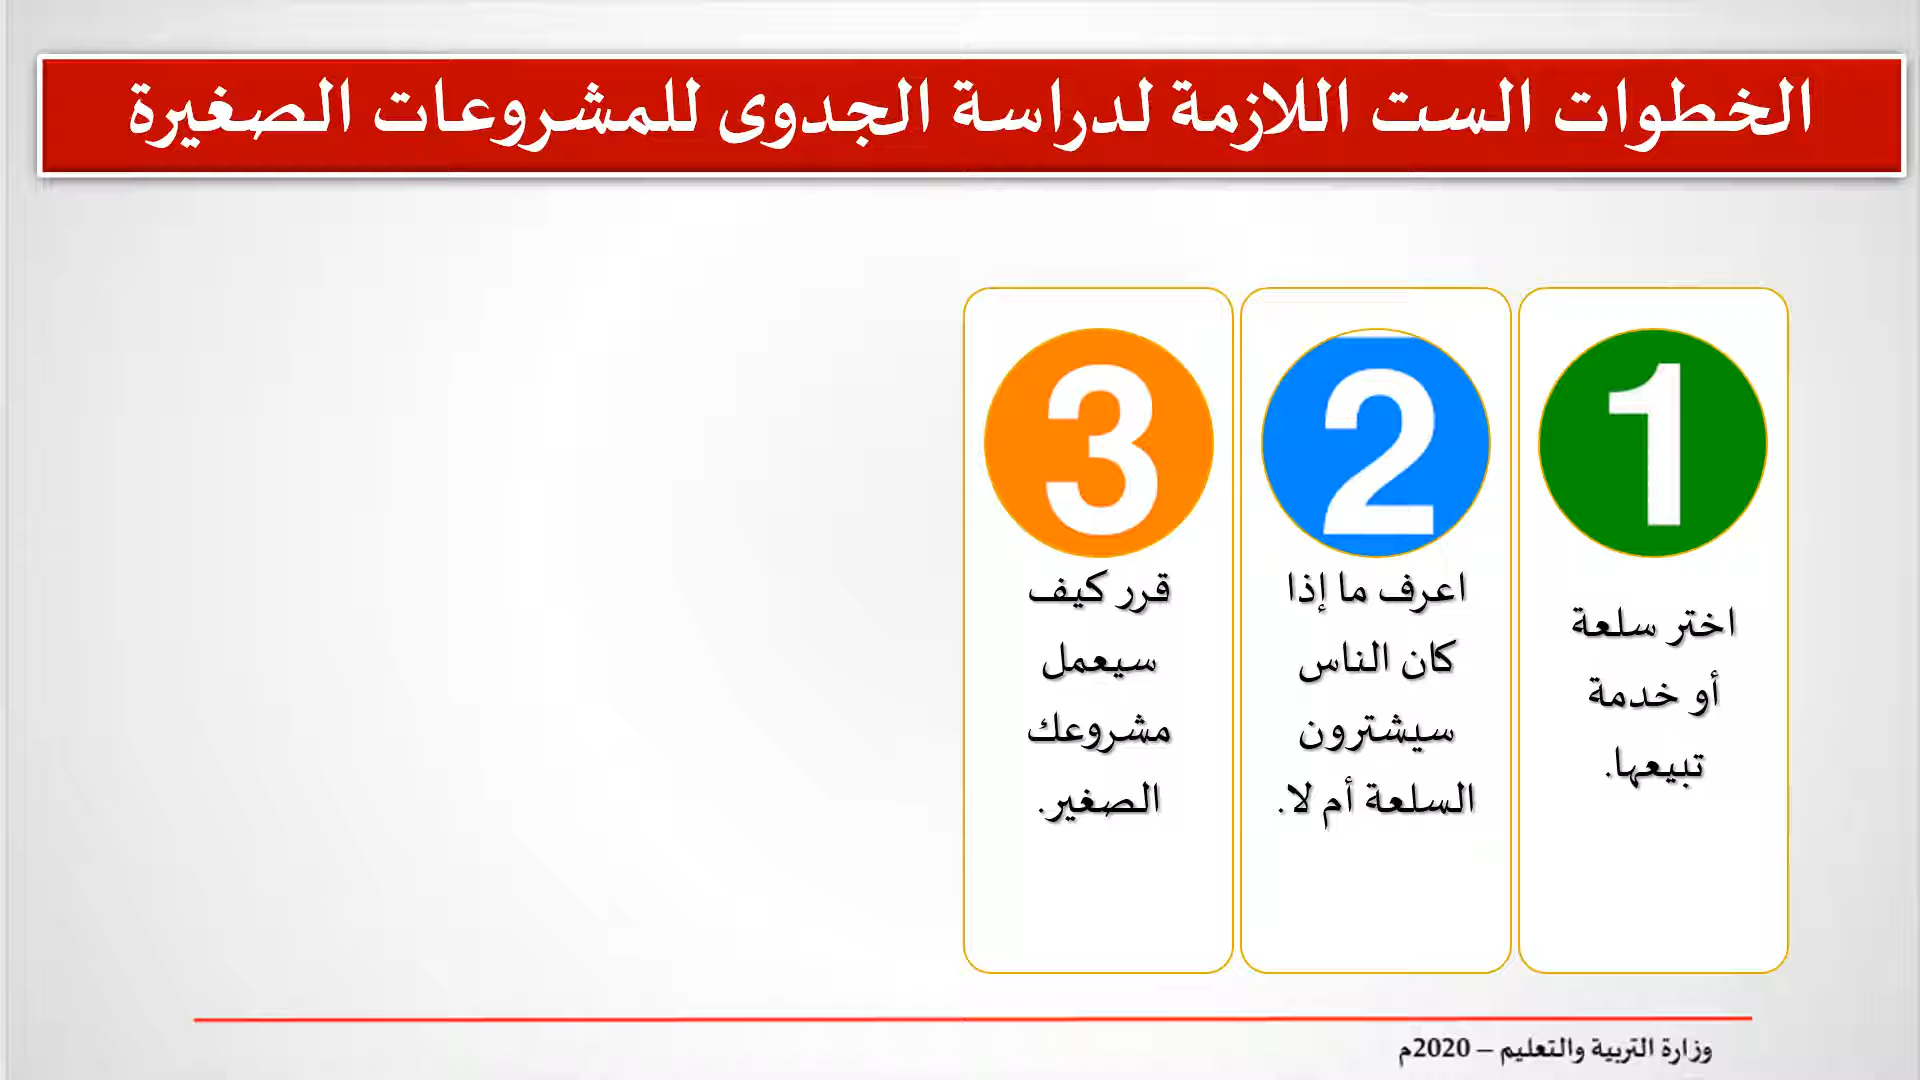 الخطوات الست اللازمة لدراسة الجدوى للمشروعات الصغيرة
1
اختر سلعة
أو خدمة
تبيعها.
2
اعرف ما إذا
كان الناس
سيشترون
السلعة أم لا.
3
قرر كيف
سيعمل
مشروعك
الصغير.
وزارة التربية والتعليم – 2020م